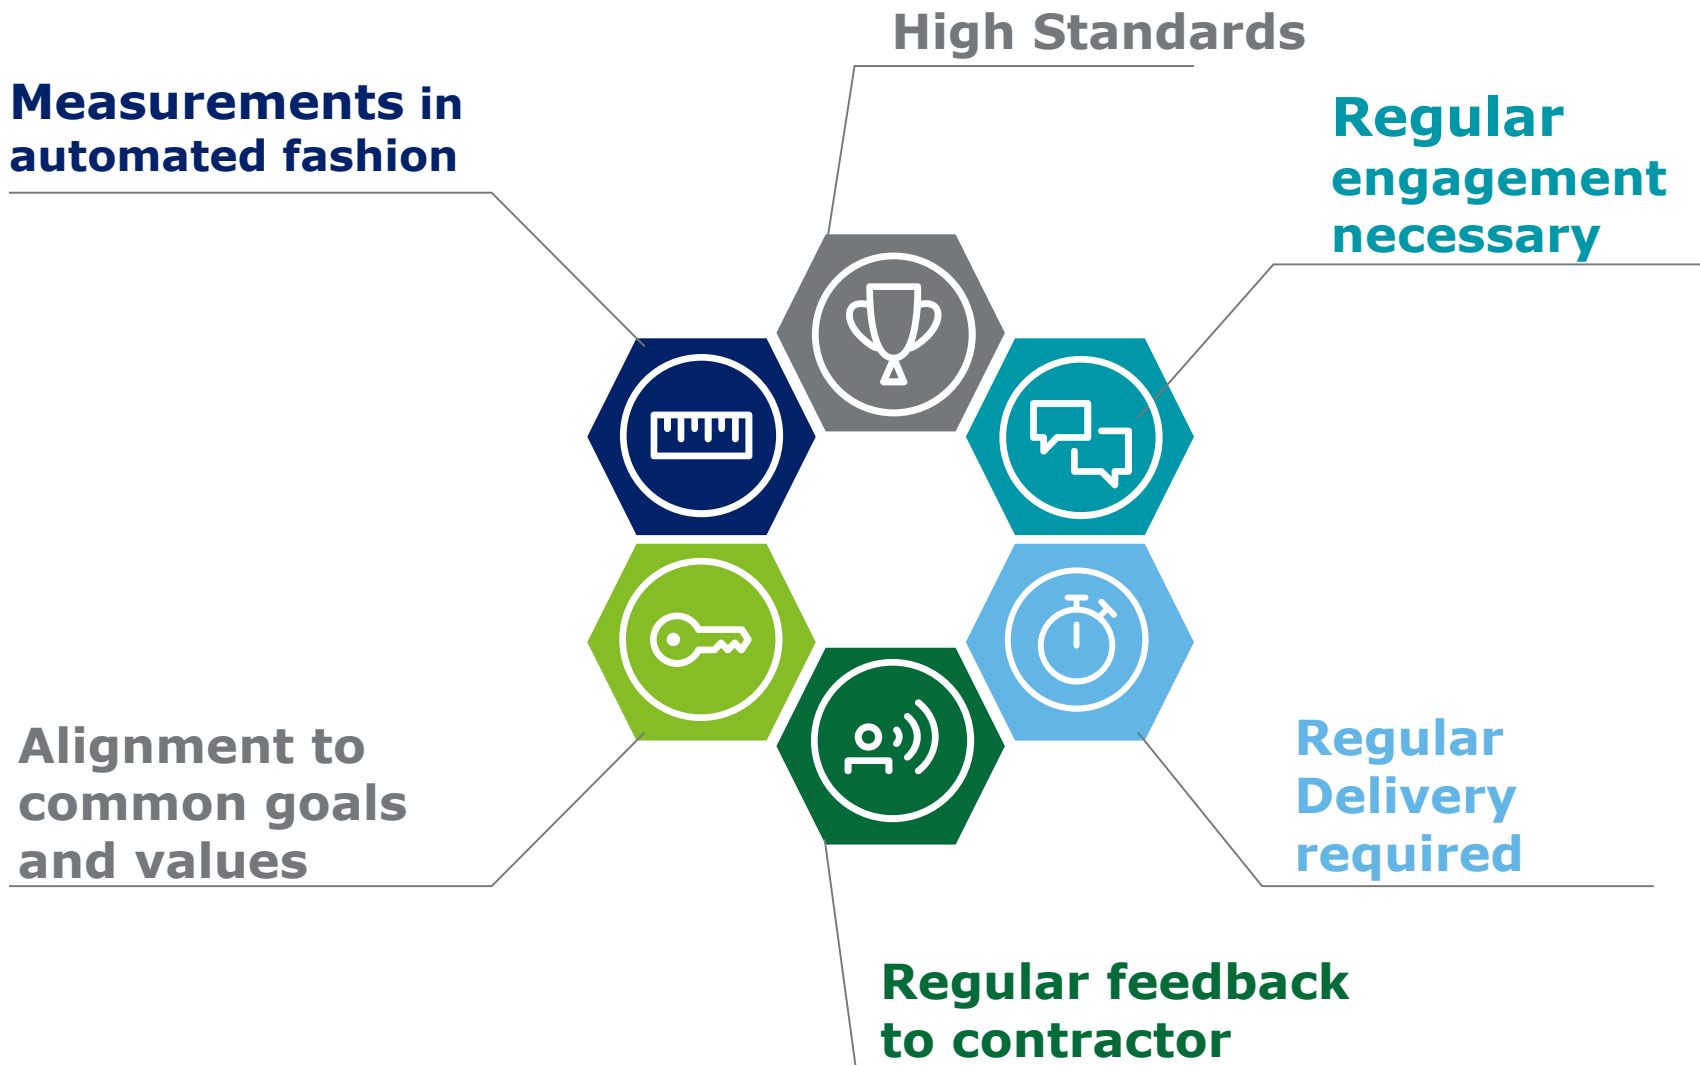 High Standards
Measurements in
automated fashion
Regular
engagement
necessary
Alignment to
common goals
and values
Regular
Delivery
required
Regular feedback
to contractor